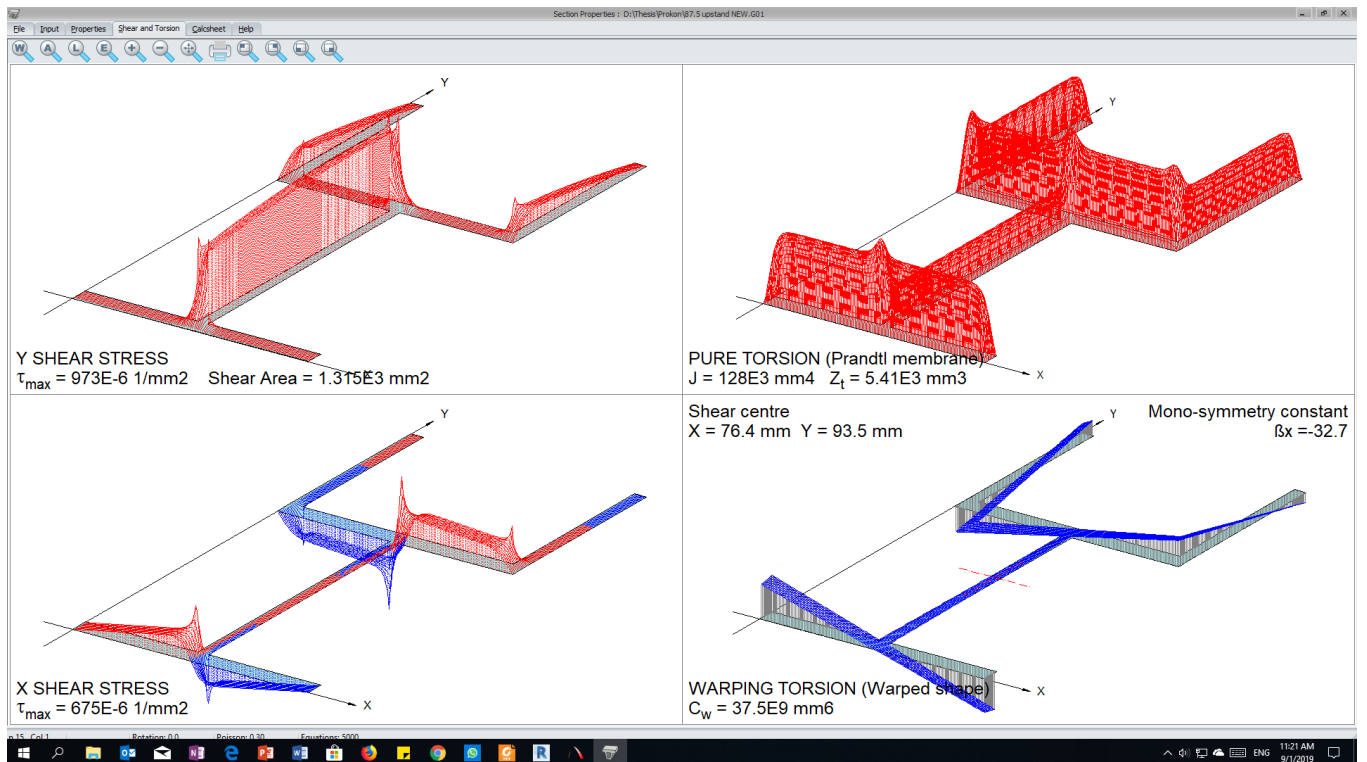 Section Properties : D:\Thesis\Prokon\87.5 upstand NEW.G01
File Input Properties Shear and Torsion Calcsheet Help
W A L E
Y
Y SHEAR STRESS
τmax = 973E-6 1/mm2 Shear Area = 1.315E3 mm2
X
Y
PURE TORSION (Prandtl membrane)
J = 128E3 mm4 Zt = 5.41E3 mm3
X
Y
X SHEAR STRESS
τmax = 675E-6 1/mm2
X
Shear centre
X = 76.4 mm Y = 93.5 mm
Y
Mono-symmetry constant
ßx =-32.7
WARPING TORSION (Warped shape)
Cw = 37.5E9 mm6
X
n 15 Col 1 Rotation: 0.0 Poisson: 0.30 Equations: 5000
ENG
11:21 AM
9/1/2019